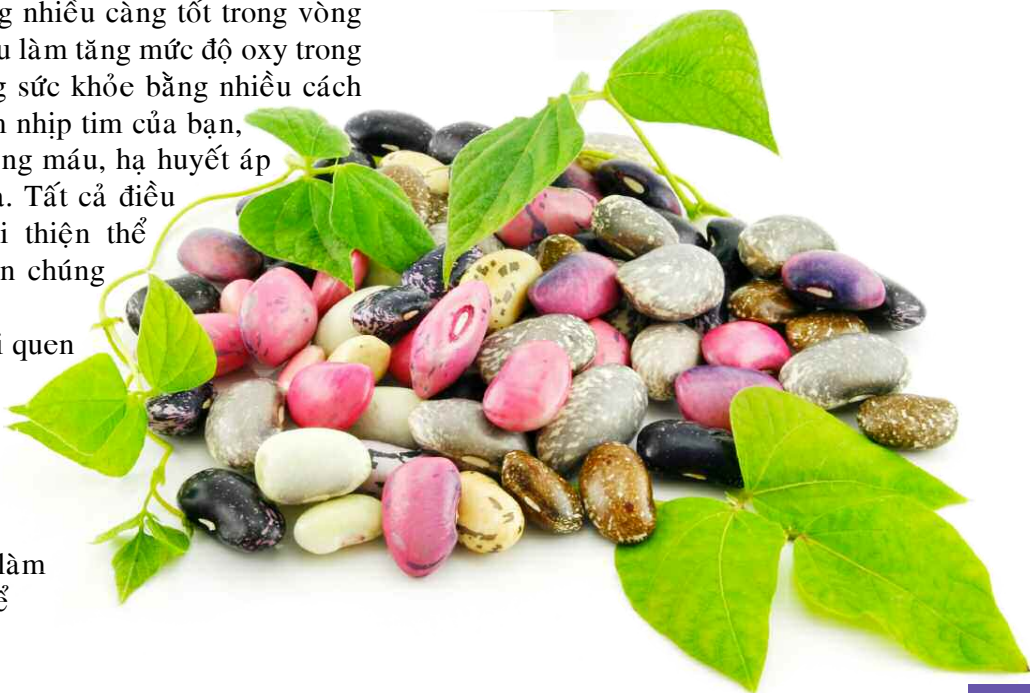 nhiều càng tốt trong vòng
làm tăng mức độ oxy trong
sức khỏe bằng nhiều cách
nhịp tim của bạn,
máu, hạ huyết áp
Tất cả điều
thiện thể
chúng
quen
làm